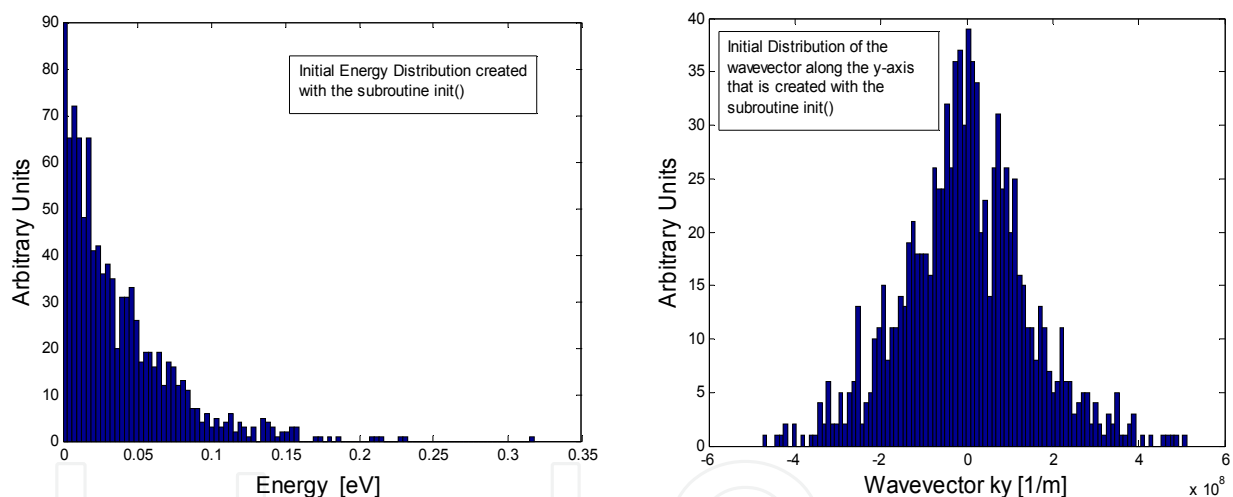 90
80
70
60
50
40
30
20
10
0
Arbitrary Units
Initial Energy Distribution created
with the subroutine init()
0 0.05 0.1 0.15 0.2 0.25 0.3 0.35
Energy [eV]
40
35
30
25
20
15
10
5
0
Arbitrary Units
Initial Distribution of the
wavevector along the y-axis
that is created with the
subroutine init()
-6 -4 -2 0 2 4 6
x 10^8
Wavevector ky [1/m]